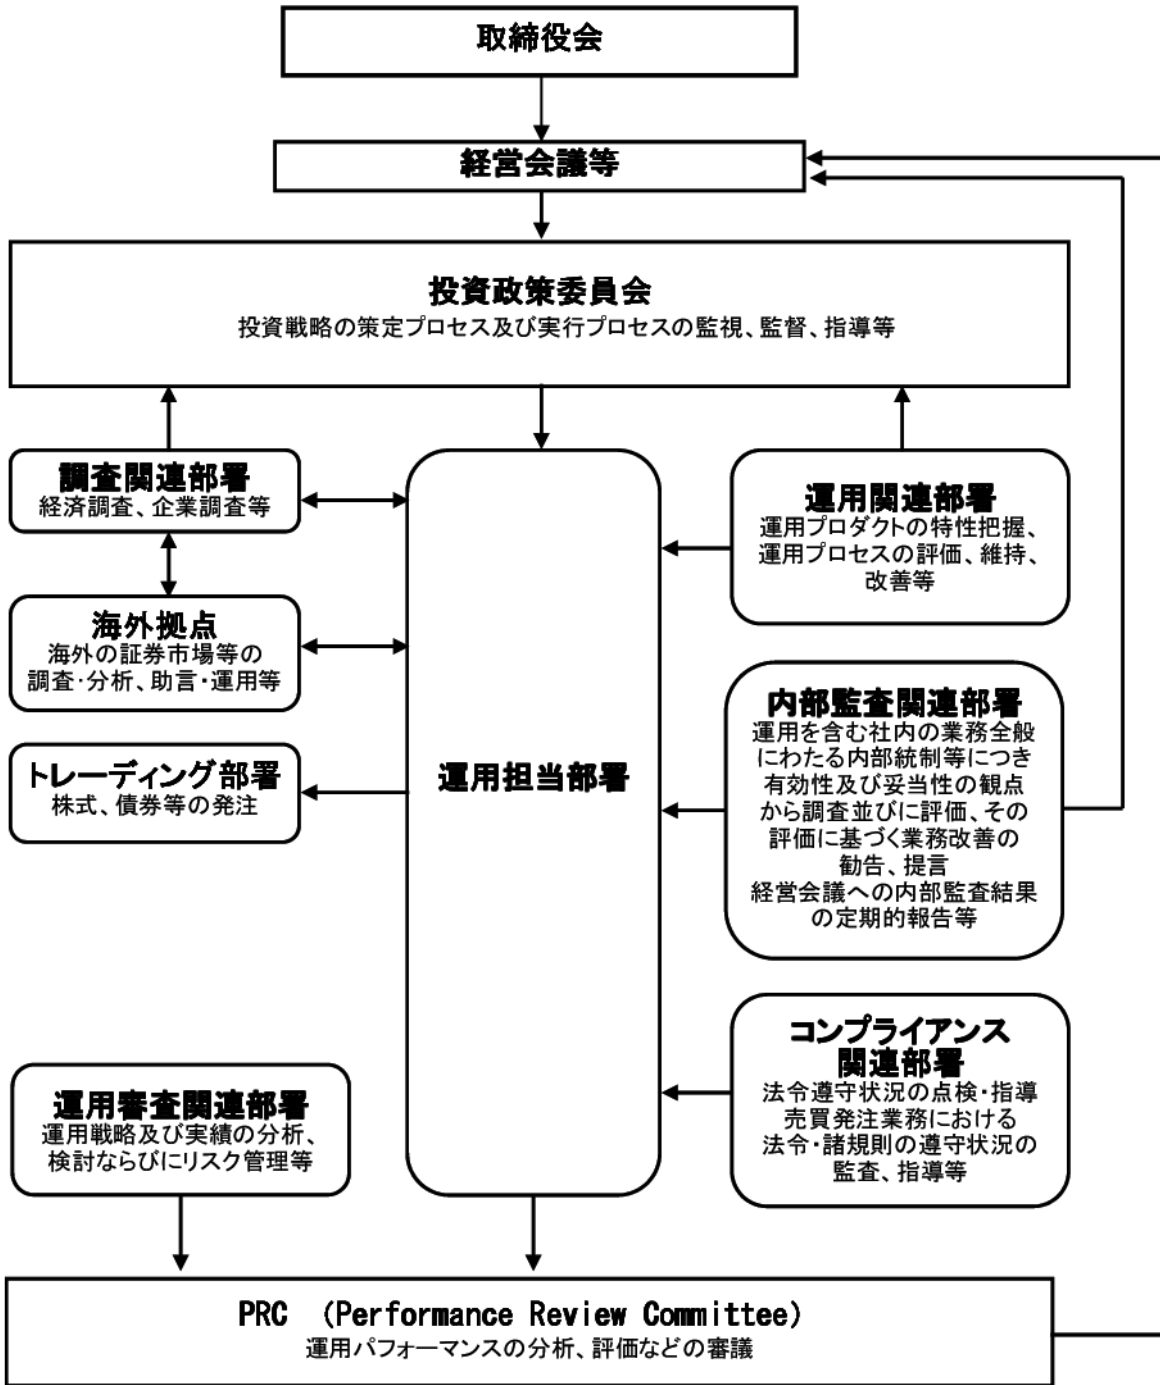 取締役会
経営会議等
投資政策委員会
投資戦略の策定プロセス及び実行プロセスの監視、監督、指導等
調査関連部署
経済調査、企業調査等
海外拠点
海外の証券市場等の
調査・分析、助言・運用等
トレーディング部署
株式、債券等の発注
運用担当部署
運用関連部署
運用プロダクトの特性把握、
運用プロセスの評価、維持、
改善等
内部監査関連部署
運用を含む社内の業務全般
にわたる内部統制等につき
有効性及び妥当性の観点
から調査並びに評価、その
評価に基づく業務改善の
勧告、提言
経営会議への内部監査結果
の定期的報告等
コンプライアンス
関連部署
法令遵守状況の点検・指導
売買発注業務における
法令・諸規則の遵守状況の
監査、指導等
運用審査関連部署
運用戦略及び実績の分析、
検討ならびにリスク管理等
PRC (Performance Review Committee)
運用パフォーマンスの分析、評価などの審議